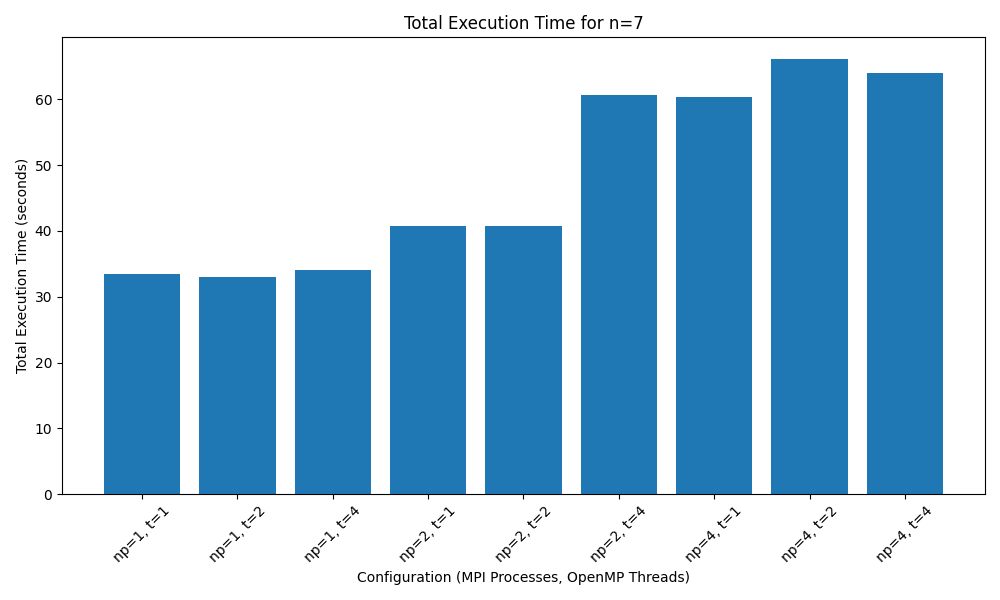 Total Execution Time for n=7
Total Execution Time (seconds)
60
50
40
30
20
10
0
np=1, t=1
np=1, t=2
np=1, t=4
np=2, t=1
np=2, t=2
np=2, t=4
np=4, t=1
np=4, t=2
np=4, t=4
Configuration (MPI Processes, OpenMP Threads)